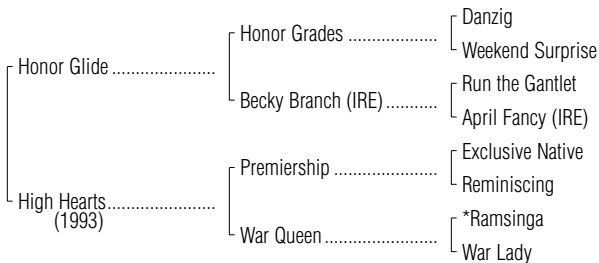 Danzig
Honor Grades ....................
Weekend Surprise
Honor Glide .......................
Run the Gantlet
Becky Branch (IRE) ...........
April Fancy (IRE)
Exclusive Native
Premiership ......................
Reminiscing
High Hearts........................
(1993)
*Ramsinga
War Queen.........................
War Lady